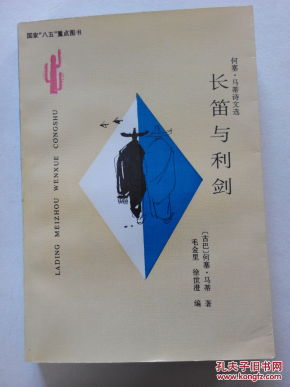 国家“八五”重点图书
LADING MEIZHOU WENXUE CONGSHU
何塞·马蒂诗文选
长笛与利剑
〔古巴〕何塞·马蒂 著
毛金里 徐世澄 编
孔夫子旧书网